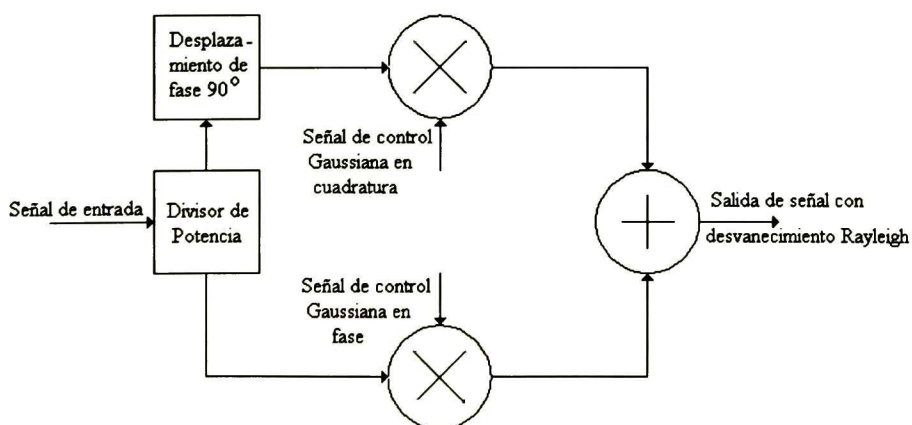 Desplaza-
miento de
fase 90°
Señal de control
Gaussiana en
cuadratura
Señal de entrada
Divisor de
Potencia
Salida de señal con
desvanecimiento Rayleigh
Señal de control
Gaussiana en
fase